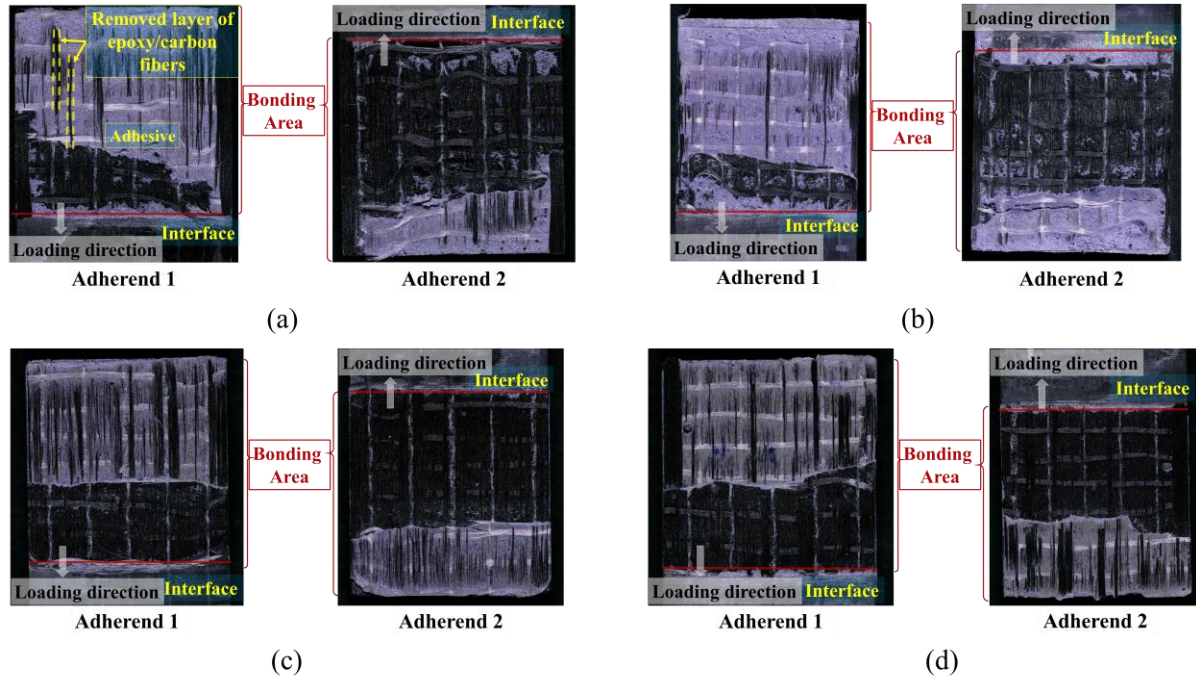 Removed layer of
epoxy/carbon
fibers
Adhesive
Loading direction
Interface
Adherend 1
Bonding
Area
Loading direction
Interface
Adherend 2
(a)
Loading direction
Interface
Adherend 1
Bonding
Area
Loading direction
Interface
Adherend 2
(b)
Loading direction
Interface
Adherend 1
Bonding
Area
Loading direction
Interface
Adherend 2
(c)
Loading direction
Interface
Adherend 1
Bonding
Area
Loading direction
Interface
Adherend 2
(d)